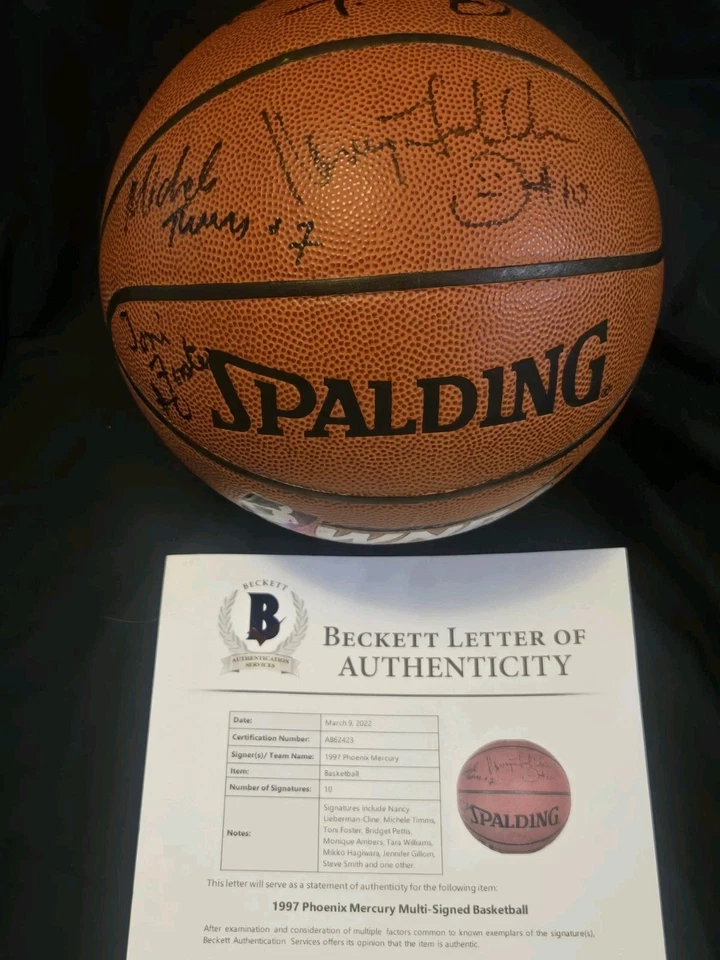 Michele
Timms #7
#10
Toni
Foster
SPALDING
WNBA
BECKETT
B
AUTHENTICATION
SERVICES
BECKETT LETTER OF
AUTHENTICITY
Date: March 9, 2022
Certification Number: AB62423
Signer(s)/ Team Name: 1997 Phoenix Mercury
Item: Basketball
Number of Signatures: 10
Notes: Signatures include Nancy
Lieberman-Cline, Michele Timms,
Toni Foster, Bridget Pettis,
Monique Ambers, Tara Williams,
Mikiko Hagiwara, Jennifer Gillom,
Steve Smith and one other.
SPALDING
This letter will serve as a statement of authenticity for the following item:
1997 Phoenix Mercury Multi-Signed Basketball
After examination and consideration of multiple factors common to known exemplars of the signature(s),
Beckett Authentication Services offers its opinion that the item is authentic.